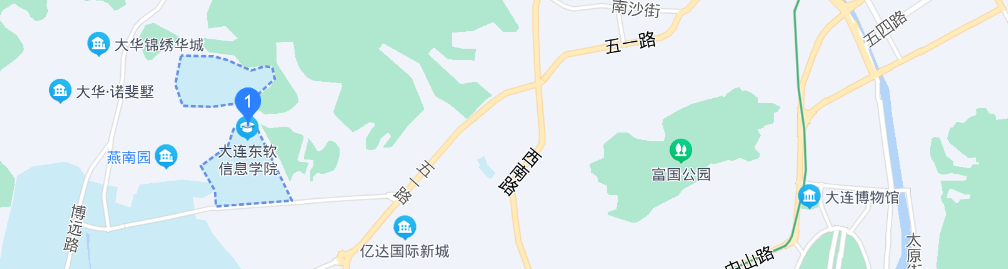 南沙街
五四路
五一路
大华锦绣华城
大华·诺斐墅
1
大连东软
信息学院
燕南园
五一路
西南路
富国公园
大连博物馆
博远路
亿达国际新城
中山路
太原街